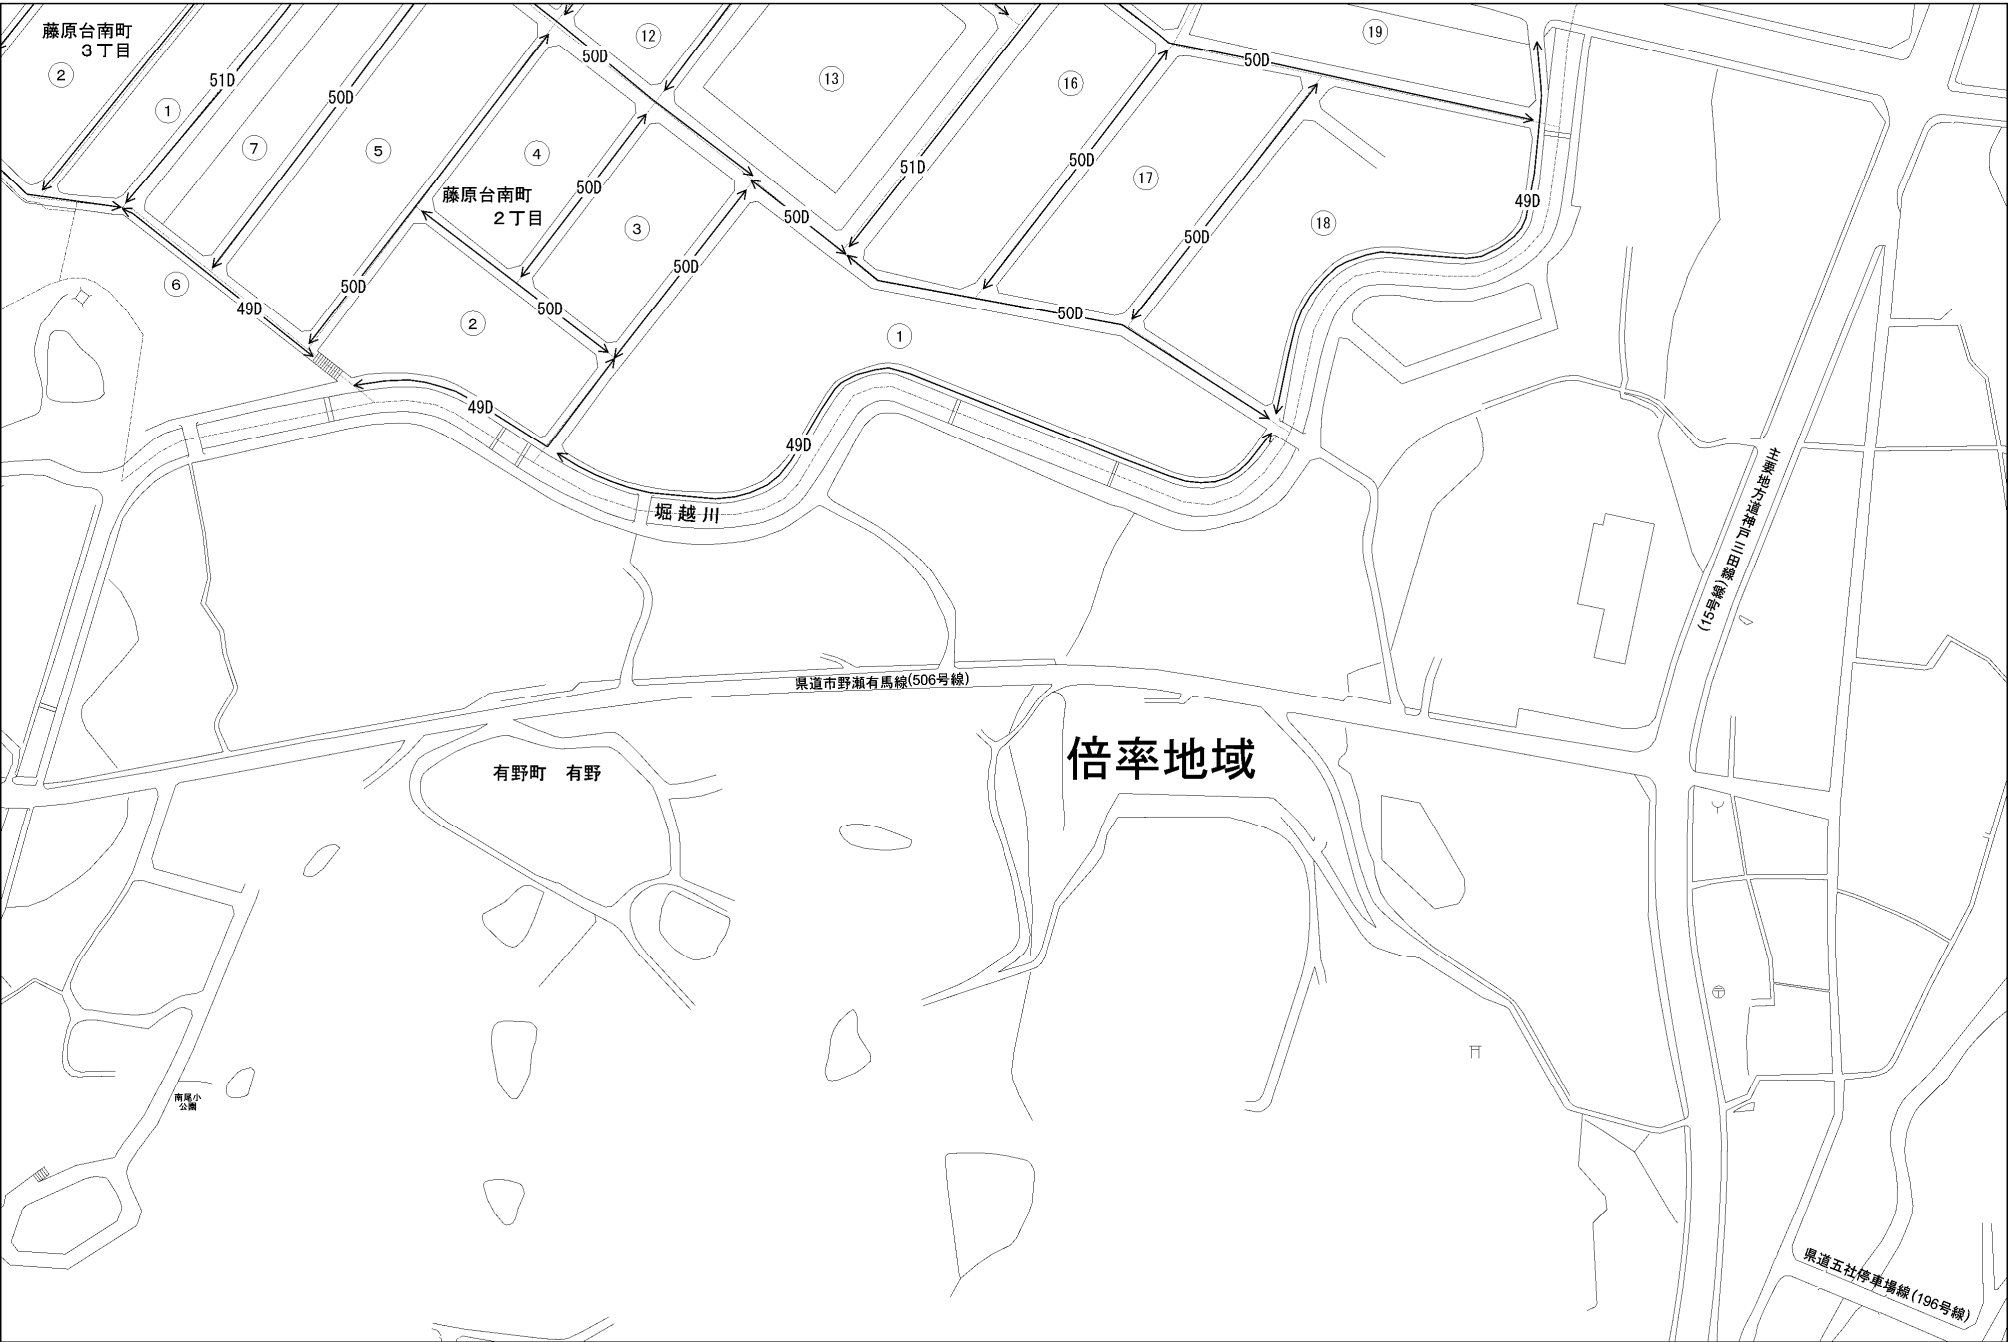 藤原台南町
３丁目
②
①
51D
⑦
50D
⑤
50D
⑫
④
50D
藤原台南町
２丁目
③
⑬
50D
51D
⑯
50D
⑰
50D
⑲
50D
⑱
49D
⑥
49D
50D
②
50D
50D
①
50D
49D
49D
堀越川
主要地方道神戸三田線
(15号線)
県道市野瀬有馬線(506号線)
倍率地域
有野町　有野
南尾小
公園
県道五社停車場線(196号線)